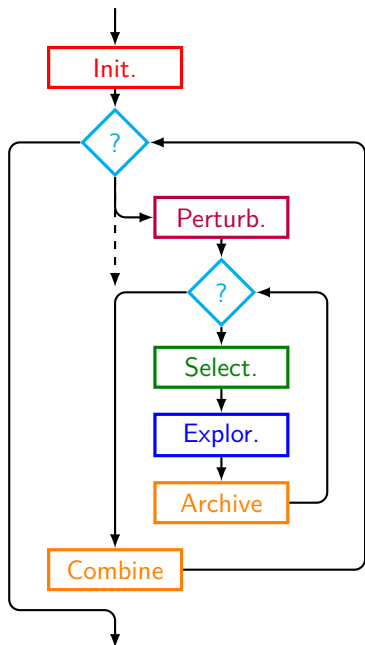 Init.
?
Perturb.
?
Select.
Explor.
Archive
Combine